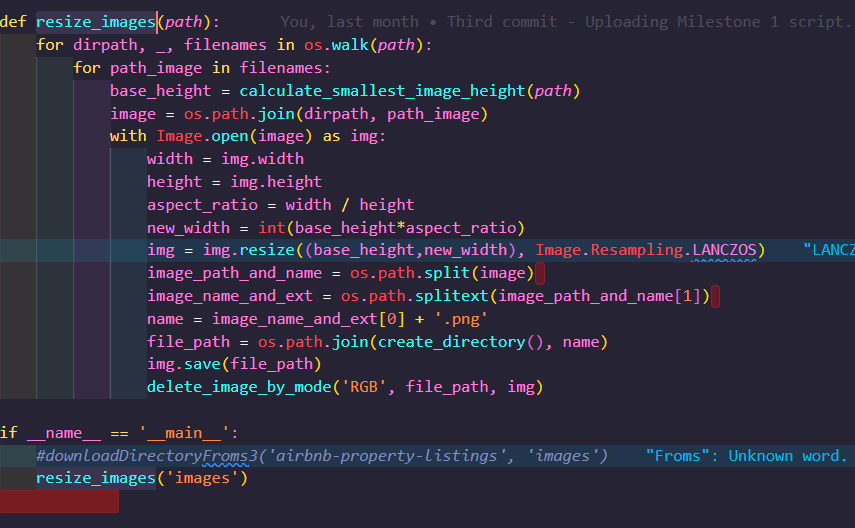 def resize_images(path):    You, last month • Third commit - Uploading Milestone 1 script.
    for dirpath, _, filenames in os.walk(path):
        for path_image in filenames:
            base_height = calculate_smallest_image_height(path)
            image = os.path.join(dirpath, path_image)
            with Image.open(image) as img:
                width = img.width
                height = img.height
                aspect_ratio = width / height
                new_width = int(base_height*aspect_ratio)
                img = img.resize((base_height,new_width), Image.Resampling.LANCZOS)    "LANCZ
                image_path_and_name = os.path.split(image)
                image_name_and_ext = os.path.splitext(image_path_and_name[1])
                name = image_name_and_ext[0] + '.png'
                file_path = os.path.join(create_directory(), name)
                img.save(file_path)
                delete_image_by_mode('RGB', file_path, img)
if __name__ == '__main__':
    #downloadDirectoryFroms3('airbnb-property-listings', 'images')    "Froms": Unknown word.
    resize_images('images')